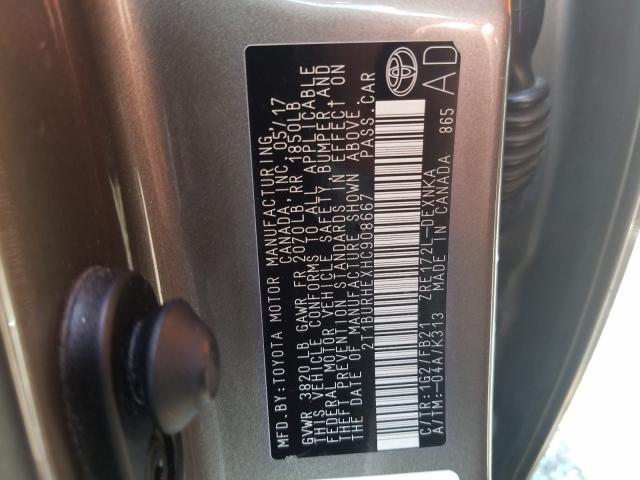 MFD. BY: TOYOTA MOTOR MANUFACTURING
CANADA, INC. 05/17
GVWR 3820 LB GAWR FR 2070LB RR 1850LB
THIS VEHICLE CONFORMS TO ALL APPLICABLE
FEDERAL MOTOR VEHICLE SAFETY, BUMPER, AND
THEFT PREVENTION STANDARDS IN EFFECT ON
THE DATE OF MANUFACTURE SHOWN ABOVE.
2T1BURHEXHC908667 PASS.CAR
C/TR:1G2/FB21 ZRE172L-DEXNKA
A/TM:-04A/K313 MADE IN CANADA 865
AD